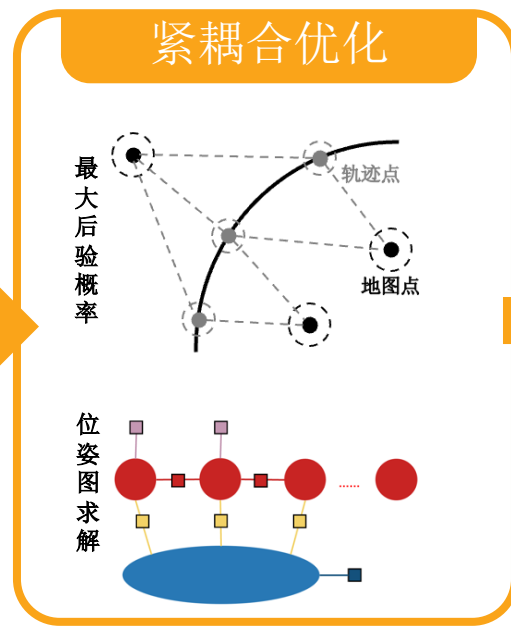 紧耦合优化
最大后验概率
轨迹点
地图点
位姿图求解
......